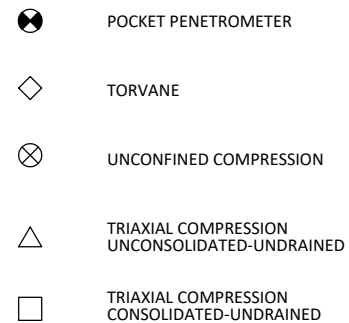 POCKET PENETROMETER
TORVANE
UNCONFINED COMPRESSION
TRIAXIAL COMPRESSION
UNCONSOLIDATED-UNDRAINED
TRIAXIAL COMPRESSION
CONSOLIDATED-UNDRAINED